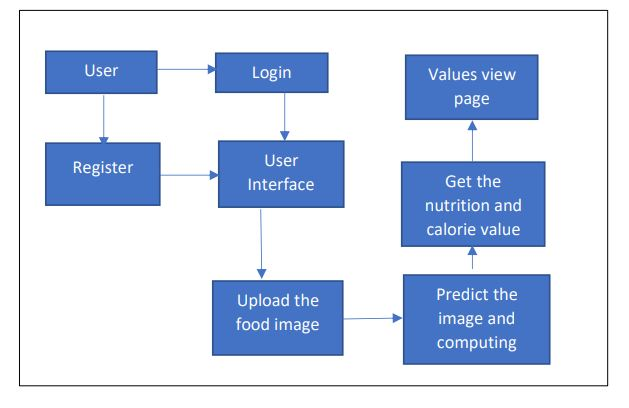 User
Login
Values view
page
Register
User
Interface
Get the
nutrition and
calorie value
Upload the
food image
Predict the
image and
computing